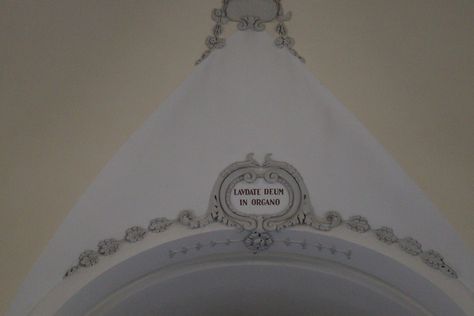 LAVDATE DEUM
IN ORGANO